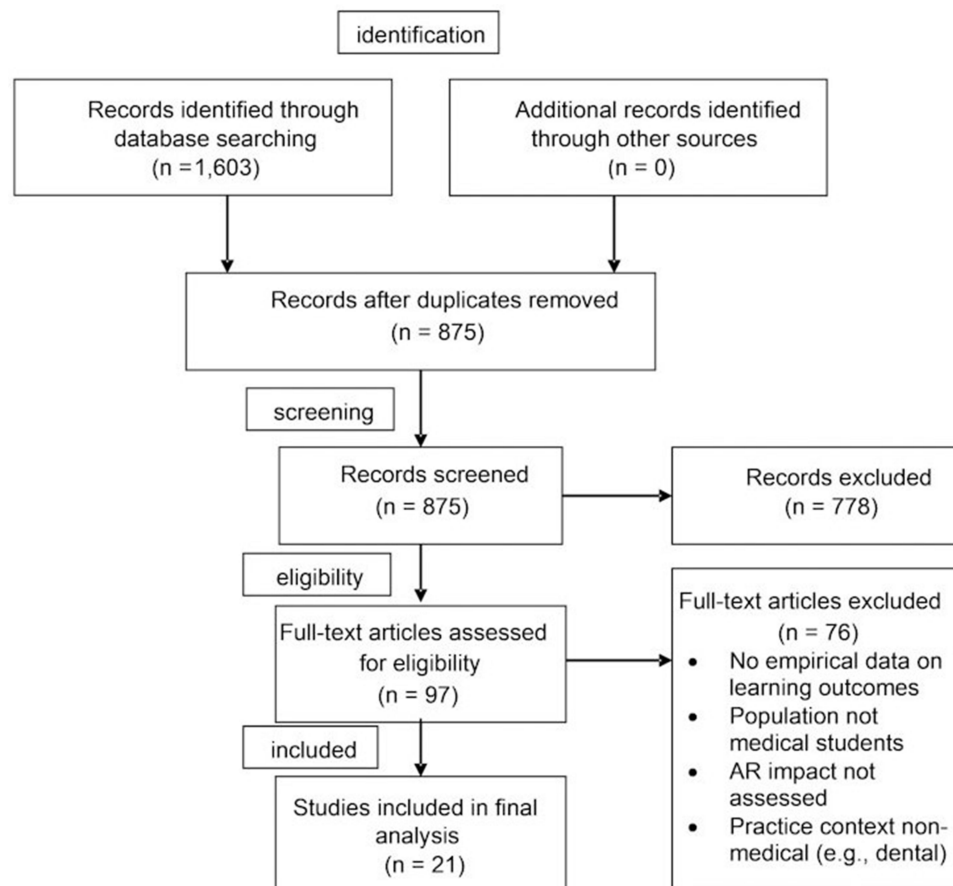 identification
Records identified through
database searching
(n =1,603)
Additional records identified
through other sources
(n = 0)
Records after duplicates removed
(n = 875)
screening
Records screened
(n = 875)
Records excluded
(n = 778)
eligibility
Full-text articles assessed
for eligibility
(n = 97)
Full-text articles excluded
(n = 76)
• No empirical data on
learning outcomes
• Population not
medical students
• AR impact not
assessed
• Practice context non-
medical (e.g., dental)
included
Studies included in final
analysis
(n = 21)